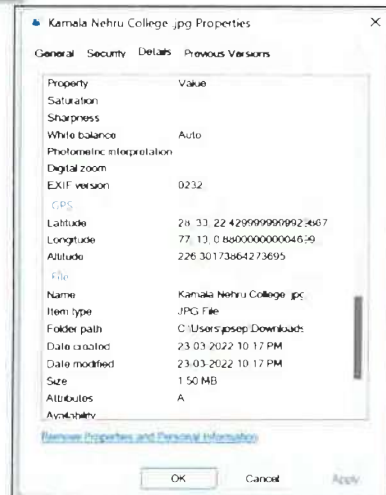 Kamala Nehru College .jpg Properties
General Security Details Previous Versions
Property Value
Saturation
Sharpness
White balance Auto
Photometric interpretation
Digital zoom
EXIF version 0232
GPS
Latitude 28; 33; 22.4299999999923667
Longitude 77; 13; 0.88000000000004699
Altitude 226.30173864273695
File
Name Kamala Nehru College .jpg
Item type JPG File
Folder path C:\Users\josep\Downloads
Date created 23-03-2022 10:17 PM
Date modified 23-03-2022 10:17 PM
Size 1.50 MB
Attributes A
Availability
Remove Properties and Personal Information
OK Cancel Apply